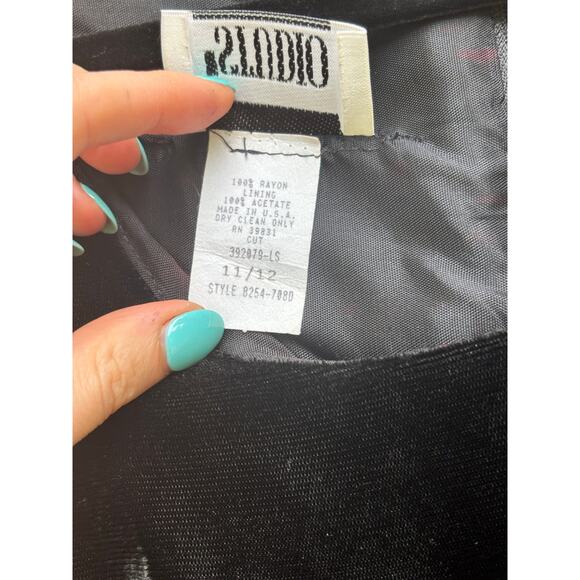 STUDIO
100% RAYON
LINING
100% ACETATE
MADE IN U.S.A.
DRY CLEAN ONLY
RN 39831
CUT
392079-LS
11/12
STYLE 8254-708D